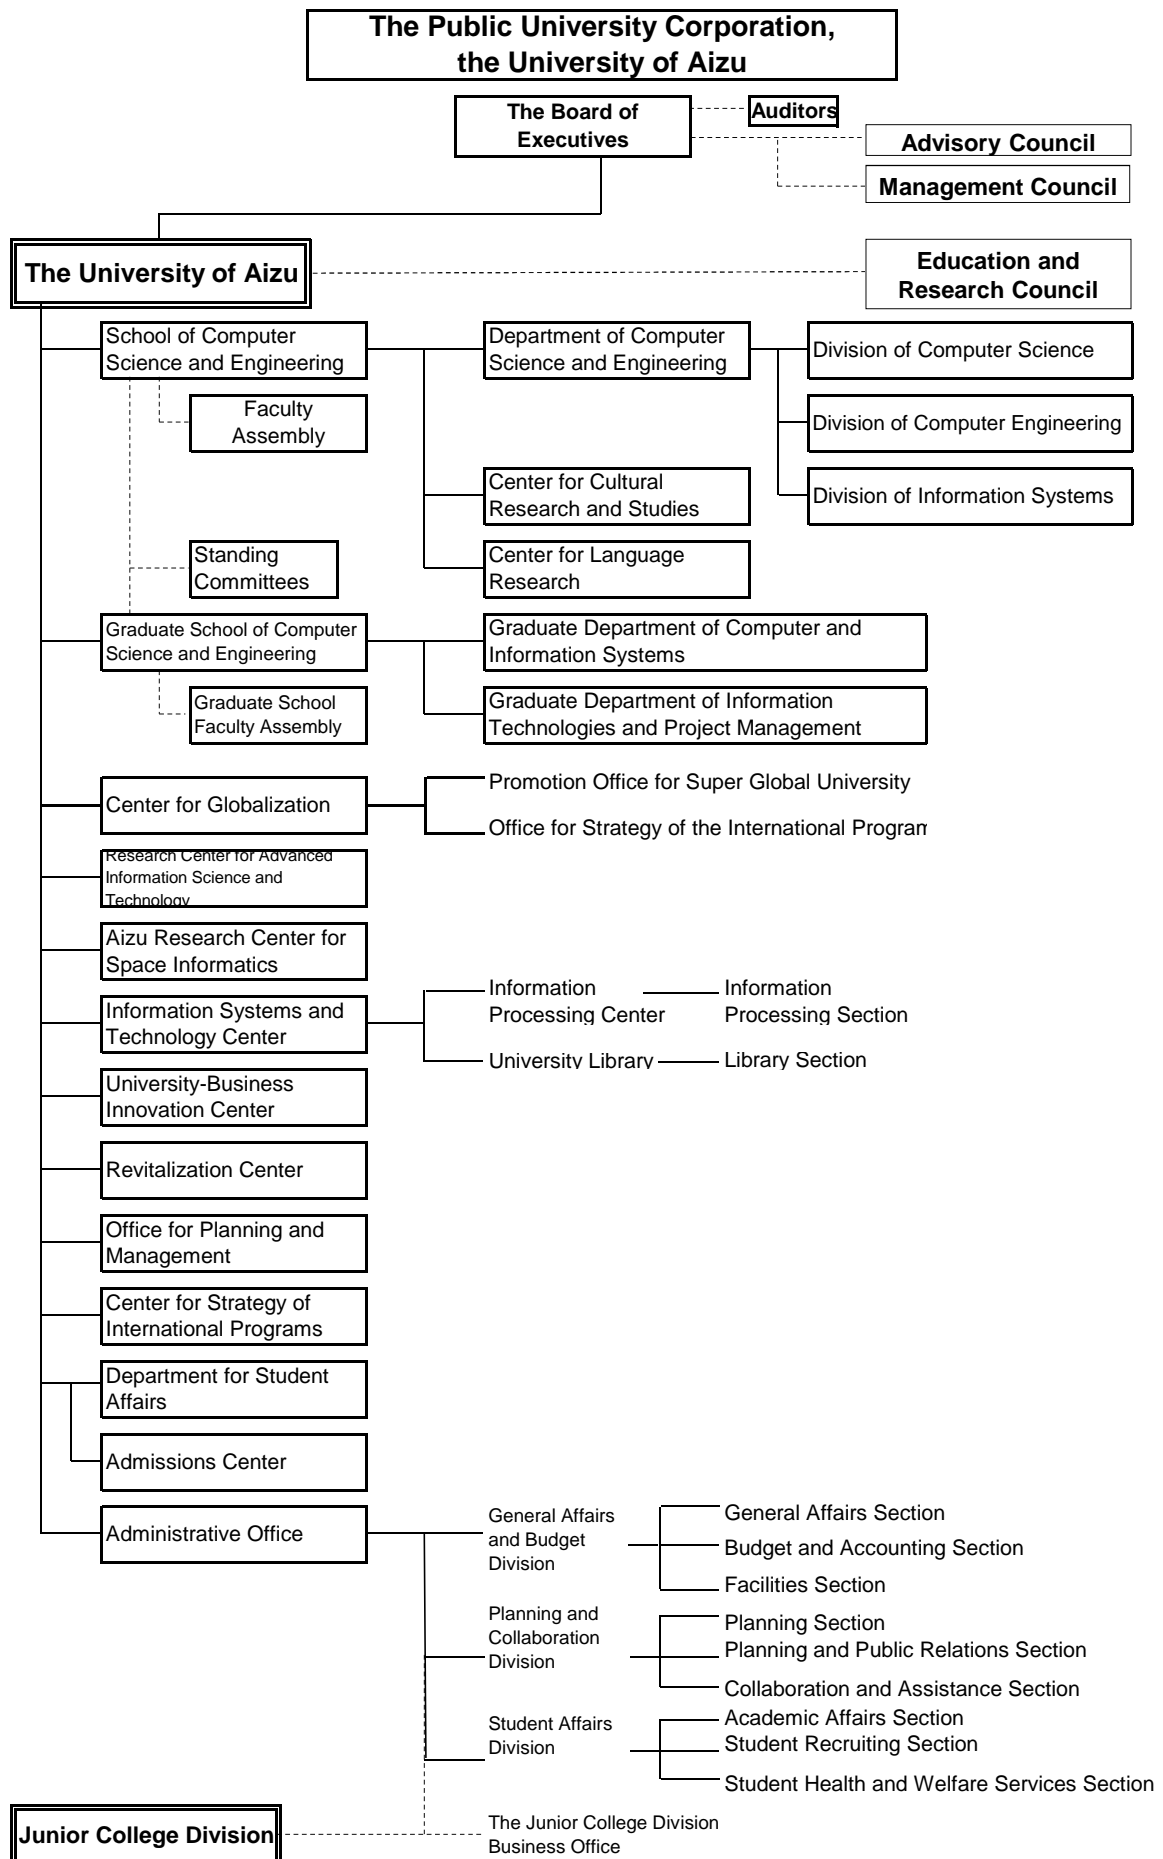 The Public University Corporation,
the University of Aizu
The Board of
Executives
Auditors
Advisory Council
Management Council
The University of Aizu
Education and
Research Council
School of Computer
Science and Engineering
Department of Computer
Science and Engineering
Division of Computer Science
Faculty
Assembly
Division of Computer Engineering
Center for Cultural
Research and Studies
Division of Information Systems
Standing
Committees
Center for Language
Research
Graduate School of Computer
Science and Engineering
Graduate Department of Computer and
Information Systems
Graduate School
Faculty Assembly
Graduate Department of Information
Technologies and Project Management
Center for Globalization
Promotion Office for Super Global University
Office for Strategy of the International Program
Research Center for Advanced
Information Science and
Technology
Aizu Research Center for
Space Informatics
Information Systems and
Technology Center
Information
Processing Center
Information
Processing Section
University Library
Library Section
University-Business
Innovation Center
Revitalization Center
Office for Planning and
Management
Center for Strategy of
International Programs
Department for Student
Affairs
Admissions Center
Administrative Office
General Affairs
and Budget
Division
General Affairs Section
Budget and Accounting Section
Facilities Section
Planning and
Collaboration
Division
Planning Section
Planning and Public Relations Section
Collaboration and Assistance Section
Student Affairs
Division
Academic Affairs Section
Student Recruiting Section
Student Health and Welfare Services Section
Junior College Division
The Junior College Division
Business Office